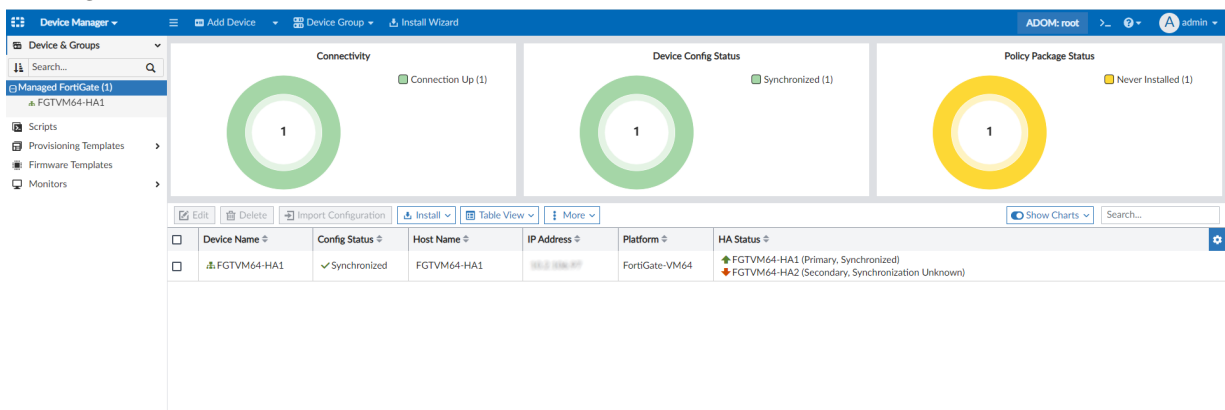 Device Manager
Add Device
Device Group
Install Wizard
ADOM: root
>_
?
A admin
Device & Groups
Search...
Managed FortiGate (1)
FGTVM64-HA1
Scripts
Provisioning Templates
Firmware Templates
Monitors
Connectivity
Connection Up (1)
1
Device Config Status
Synchronized (1)
1
Policy Package Status
Never Installed (1)
1
Edit
Delete
Import Configuration
Install
Table View
More
Show Charts
Search...
Device Name
Config Status
Host Name
IP Address
Platform
HA Status
FGTVM64-HA1
Synchronized
FGTVM64-HA1
FortiGate-VM64
FGTVM64-HA1 (Primary, Synchronized)
FGTVM64-HA2 (Secondary, Synchronization Unknown)